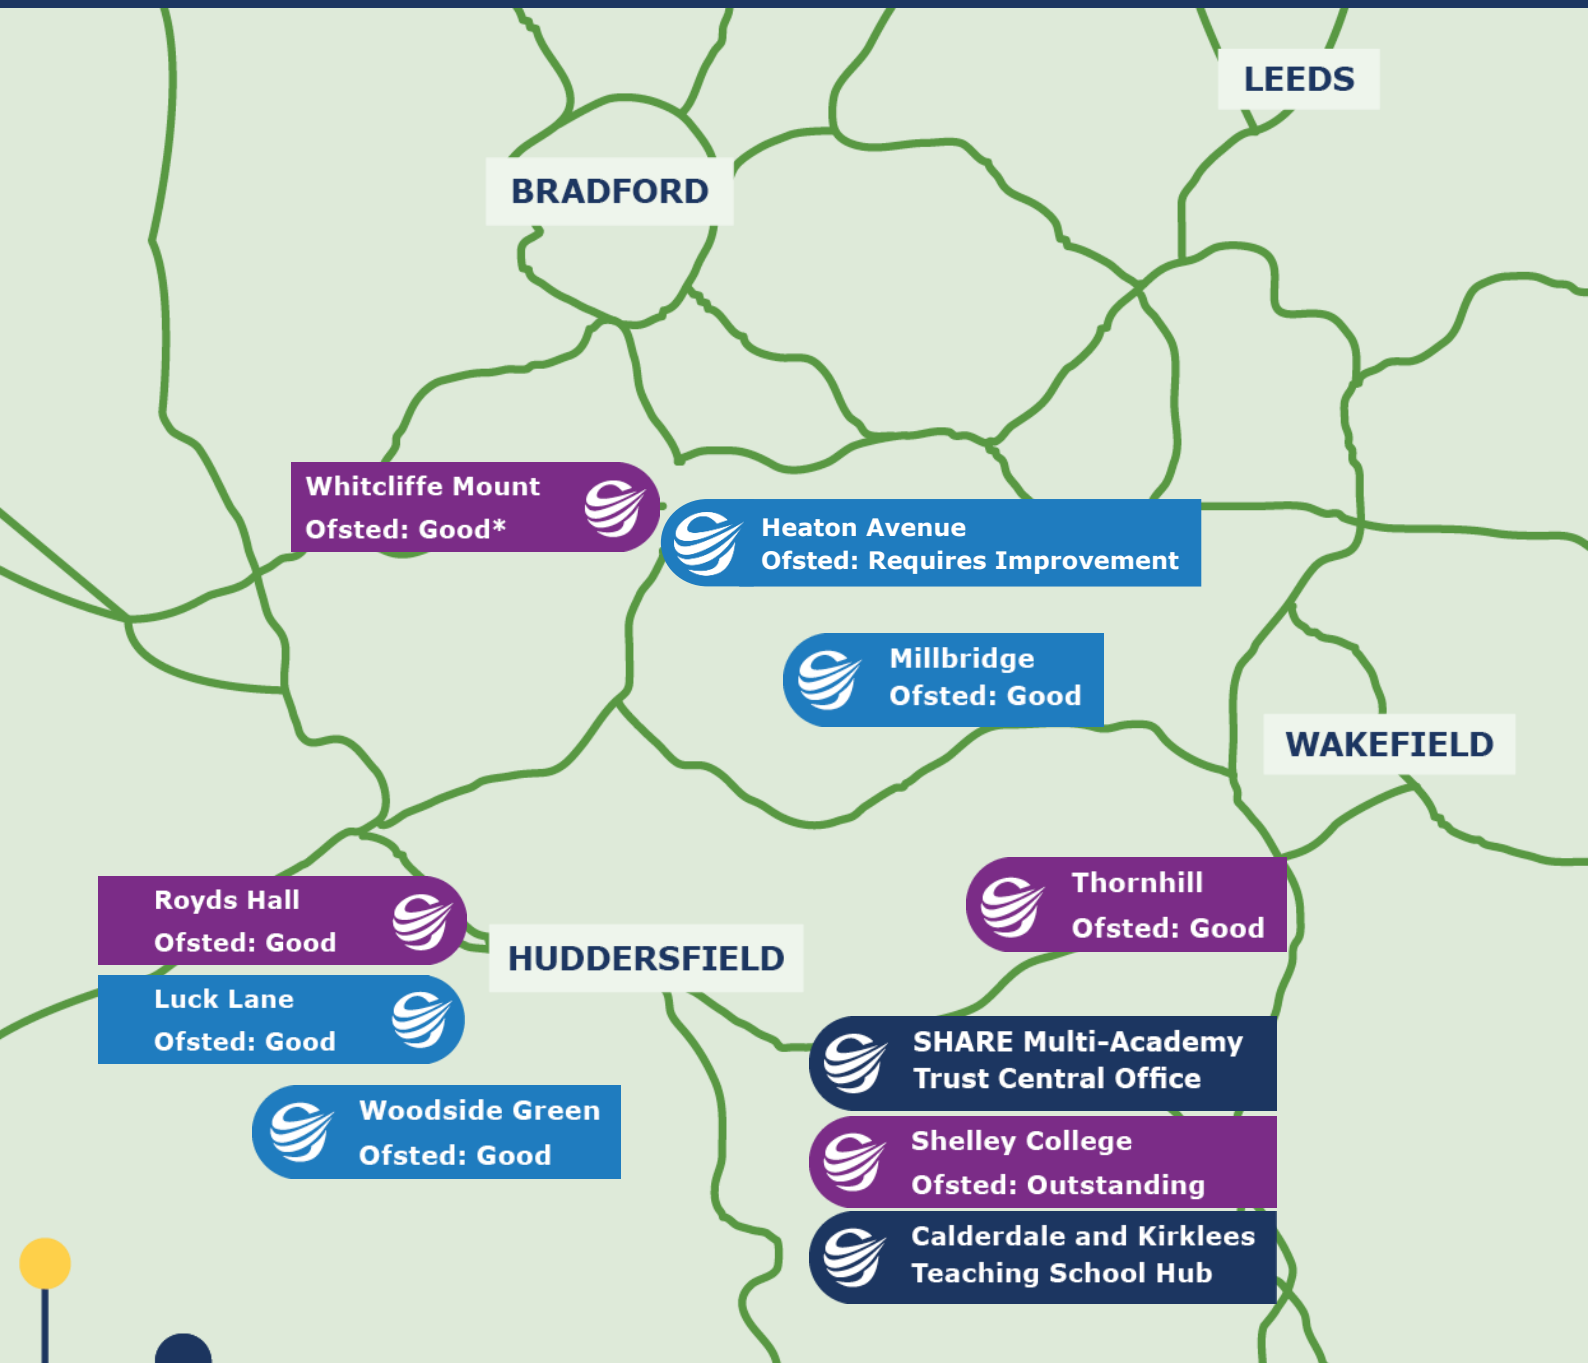 LEEDS
BRADFORD
Whitcliffe Mount
Ofsted: Good*
Heaton Avenue
Ofsted: Requires Improvement
Millbridge
Ofsted: Good
WAKEFIELD
Royds Hall
Ofsted: Good
Thornhill
Ofsted: Good
HUDDERSFIELD
Luck Lane
Ofsted: Good
SHARE Multi-Academy
Trust Central Office
Woodside Green
Ofsted: Good
Shelley College
Ofsted: Outstanding
Calderdale and Kirklees
Teaching School Hub